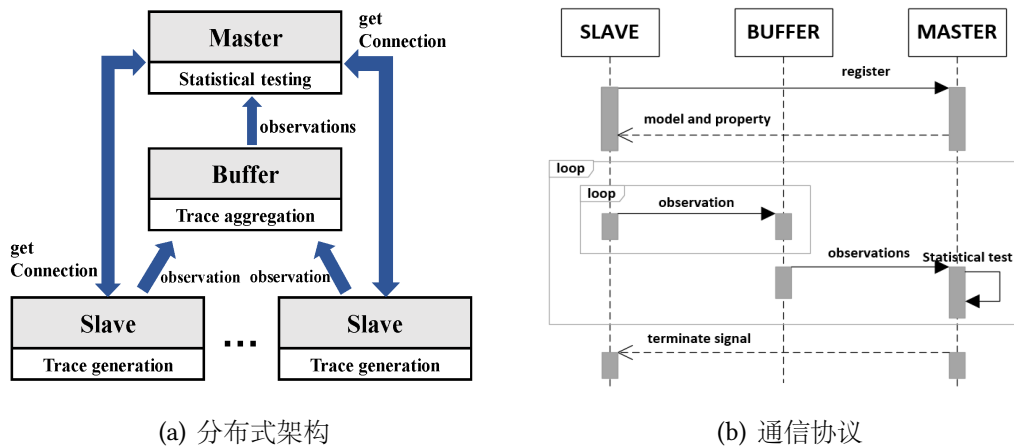 get
Connection
Master
Statistical testing
get
Connection
observations
Buffer
Trace aggregation
get
Connection
observation
observation
Slave
Trace generation
...
Slave
Trace generation
(a) 分布式架构
SLAVE
BUFFER
MASTER
register
model and property
loop
loop
observation
observations
Statistical test
terminate signal
(b) 通信协议